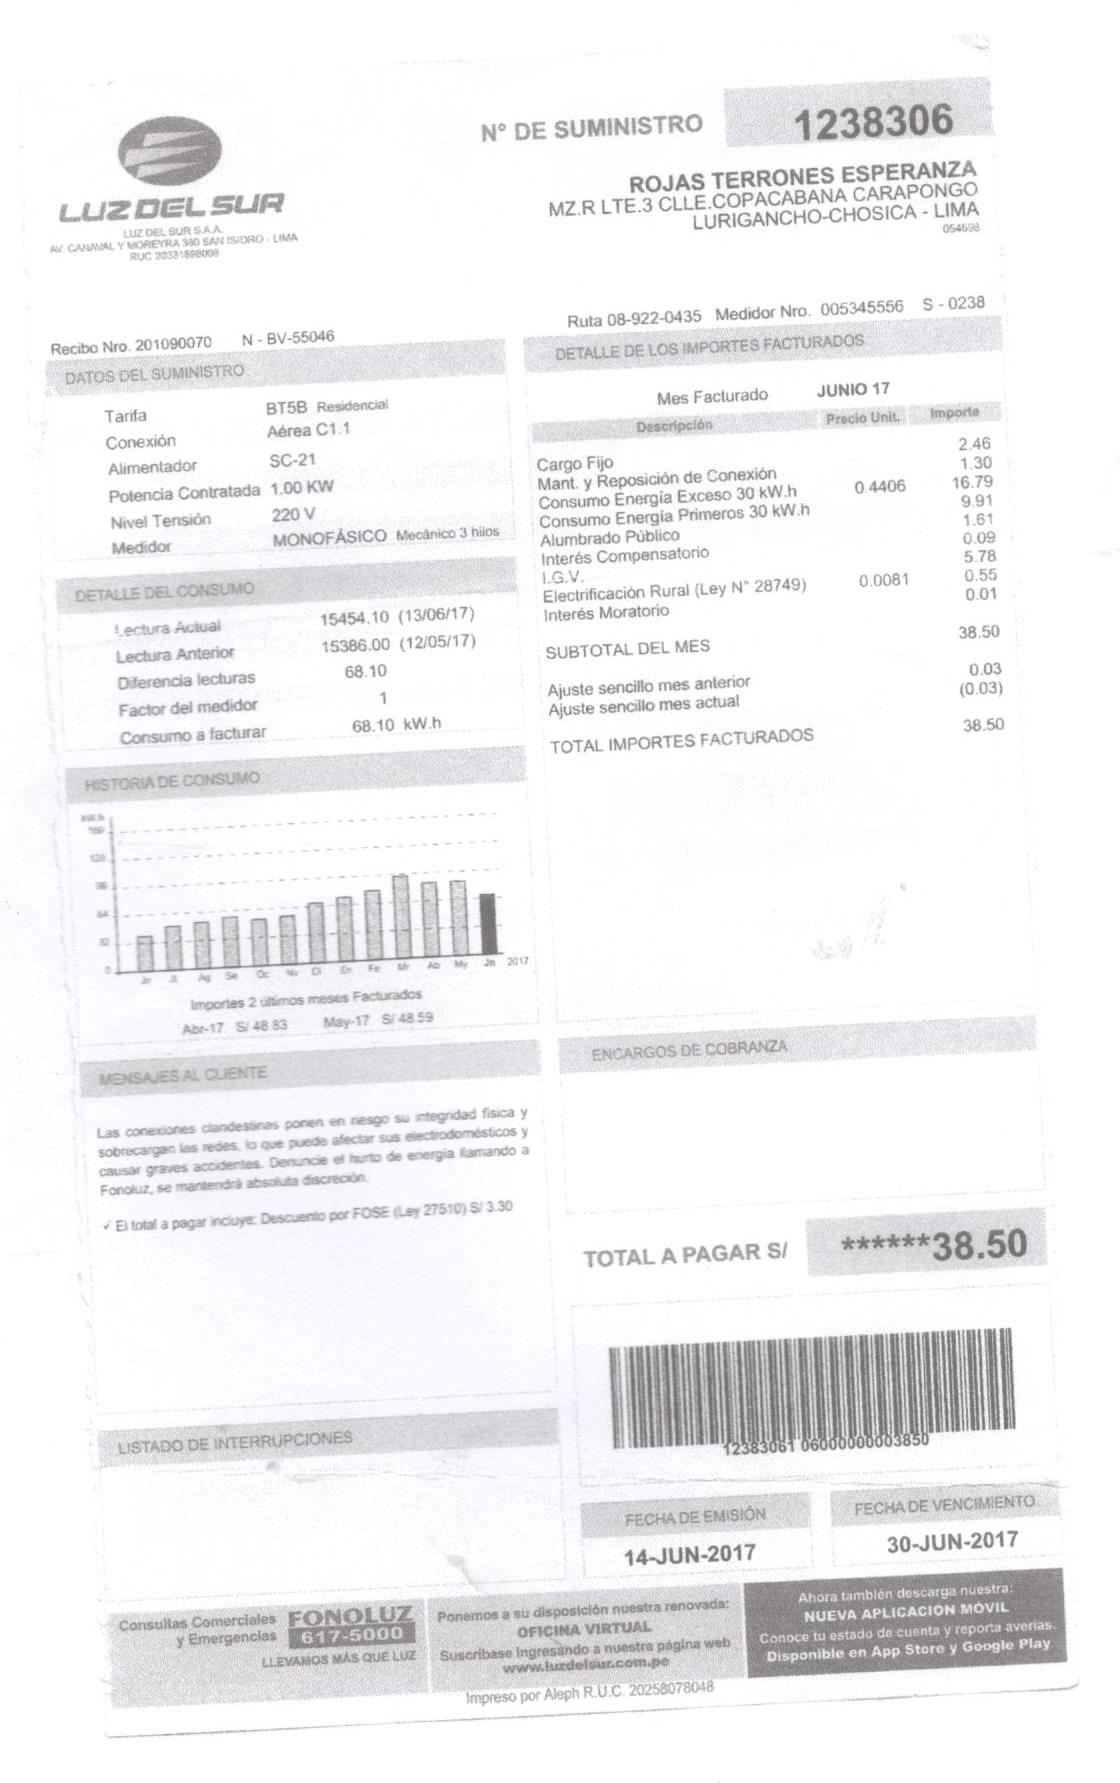 N° DE SUMINISTRO 1238306
LUZ DEL SUR
LUZ DEL SUR S.A.A.
AV. CANAVAL Y MOREYRA 380 SAN ISIDRO - LIMA
RUC 20331898008
ROJAS TERRONES ESPERANZA
MZ.R LTE.3 CLLE.COPACABANA CARAPONGO
LURIGANCHO-CHOSICA - LIMA
054698
Recibo Nro. 201090070 N - BV-55046
Ruta 08-922-0435 Medidor Nro. 005345556 S - 0238
DATOS DEL SUMINISTRO
Tarifa BT5B Residencial
Conexión Aérea C1.1
Alimentador SC-21
Potencia Contratada 1.00 KW
Nivel Tensión 220 V
Medidor MONOFÁSICO Mecánico 3 hilos
DETALLE DEL CONSUMO
Lectura Actual 15454.10 (13/06/17)
Lectura Anterior 15386.00 (12/05/17)
Diferencia lecturas 68.10
Factor del medidor 1
Consumo a facturar 68.10 kW.h
HISTORIA DE CONSUMO
kW.h
160
128
96
64
32
0
Jn Jl Ag Se Oc Nv Di En Fe Mr Ab My Jn 2017
Importes 2 últimos meses Facturados
Abr-17 S/ 48.83 May-17 S/ 48.59
MENSAJES AL CLIENTE
Las conexiones clandestinas ponen en riesgo su integridad física y
sobrecargan las redes, lo que puede afectar sus electrodomésticos y
causar graves accidentes. Denuncie el hurto de energía llamando a
Fonoluz, se mantendrá absoluta discreción.
✓ El total a pagar incluye: Descuento por FOSE (Ley 27510) S/ 3.30
LISTADO DE INTERRUPCIONES
DETALLE DE LOS IMPORTES FACTURADOS
Mes Facturado JUNIO 17
Descripción Precio Unit. Importe
Cargo Fijo 2.46
Mant. y Reposición de Conexión 1.30
Consumo Energía Exceso 30 kW.h 0.4406 16.79
Consumo Energía Primeros 30 kW.h 9.91
Alumbrado Público 1.61
Interés Compensatorio 0.09
I.G.V. 5.78
Electrificación Rural (Ley N° 28749) 0.0081 0.55
Interés Moratorio 0.01
SUBTOTAL DEL MES 38.50
Ajuste sencillo mes anterior 0.03
Ajuste sencillo mes actual (0.03)
TOTAL IMPORTES FACTURADOS 38.50
ENCARGOS DE COBRANZA
TOTAL A PAGAR S/ ******38.50
12383061 06000000003850
FECHA DE EMISIÓN
14-JUN-2017
FECHA DE VENCIMIENTO
30-JUN-2017
Consultas Comerciales y Emergencias
FONOLUZ
617-5000
LLEVAMOS MÁS QUE LUZ
Ponemos a su disposición nuestra renovada:
OFICINA VIRTUAL
Suscríbase ingresando a nuestra página web
www.luzdelsur.com.pe
Ahora también descarga nuestra:
NUEVA APLICACIÓN MÓVIL
Conoce tu estado de cuenta y reporta averías.
Disponible en App Store y Google Play
Impreso por Aleph R.U.C. 20258078048